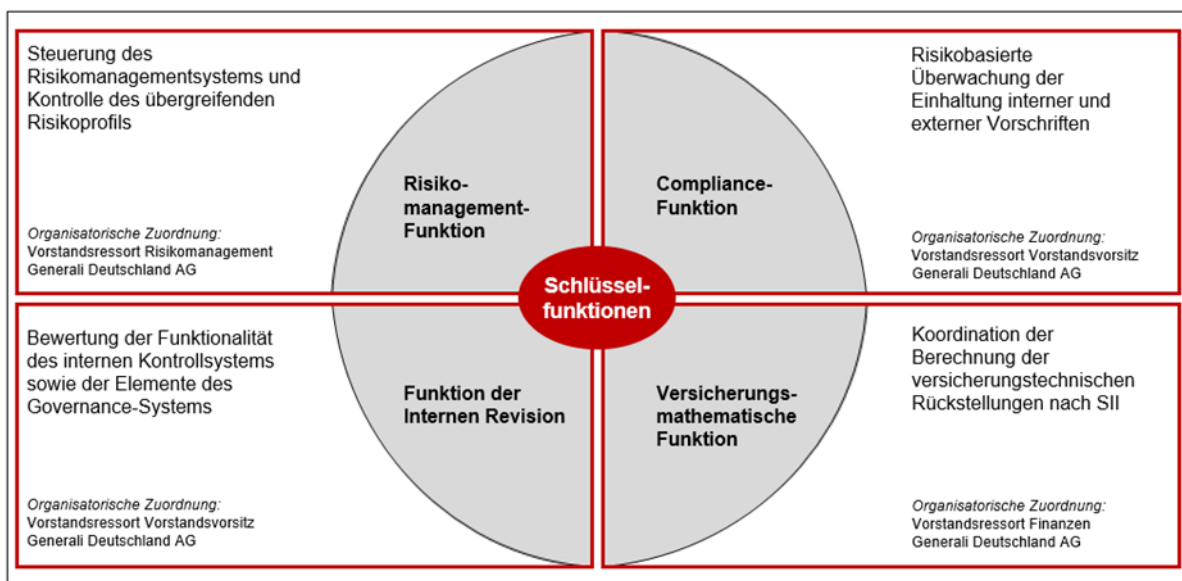 Steuerung des
Risikomanagementsystems und
Kontrolle des übergreifenden
Risikoprofils
Organisatorische Zuordnung:
Vorstandsressort Risikomanagement
Generali Deutschland AG
Risiko-
management-
Funktion
Compliance-
Funktion
Risikobasierte
Überwachung der
Einhaltung interner und
externer Vorschriften
Organisatorische Zuordnung:
Vorstandsressort Vorstandsvorsitz
Generali Deutschland AG
Schlüssel-
funktionen
Bewertung der Funktionalität
des internen Kontrollsystems
sowie der Elemente des
Governance-Systems
Organisatorische Zuordnung:
Vorstandsressort Vorstandsvorsitz
Generali Deutschland AG
Funktion der
Internen Revision
Versicherungs-
mathematische
Funktion
Koordination der
Berechnung der
versicherungstechnischen
Rückstellungen nach SII
Organisatorische Zuordnung:
Vorstandsressort Finanzen
Generali Deutschland AG